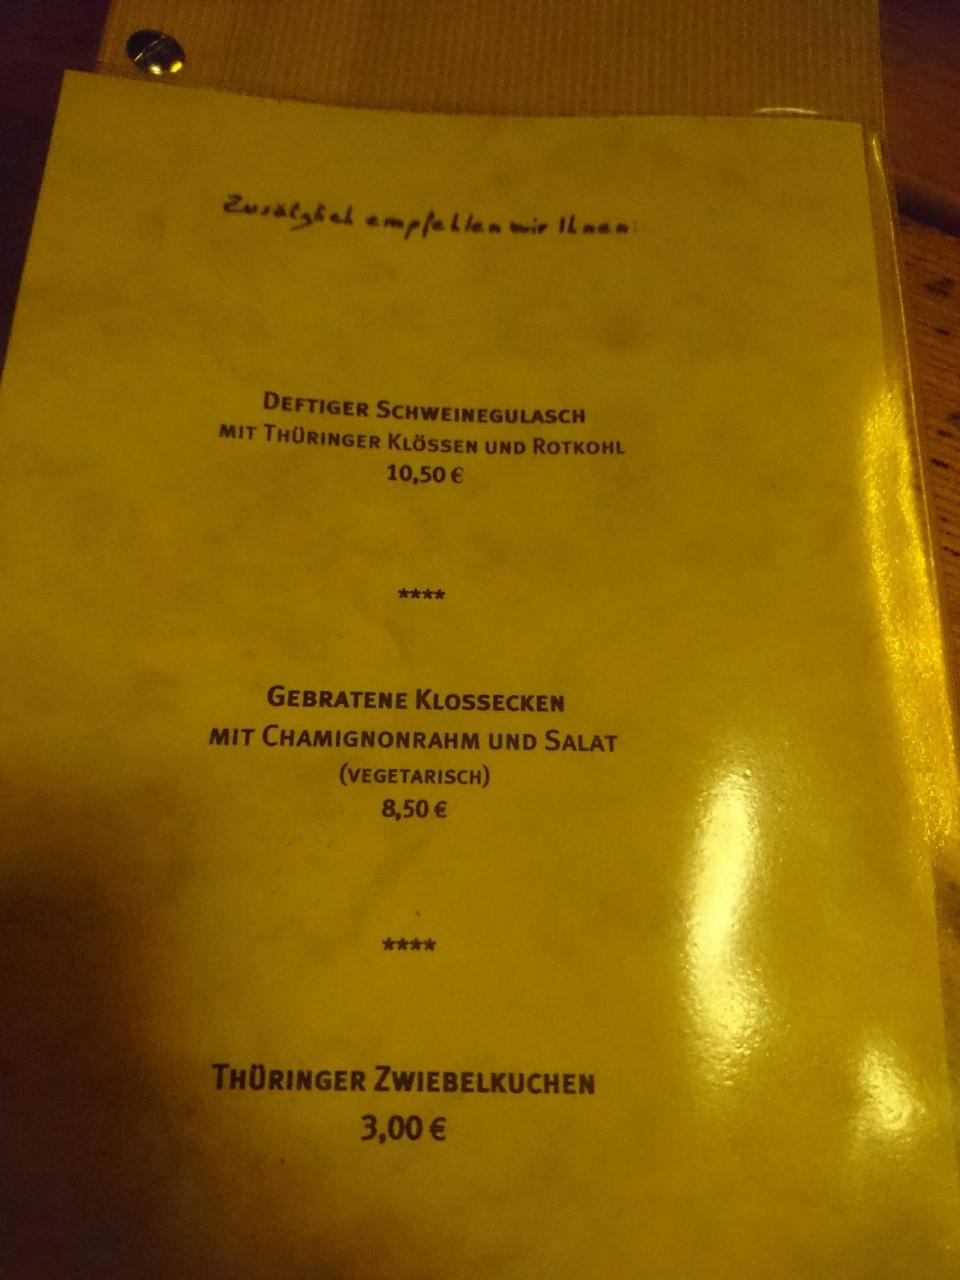 Zusätzlich empfehlen wir Ihnen:
DEFTIGER SCHWEINEGULASCH
MIT THÜRINGER KLÖSSEN UND ROTKOHL
10,50 €
****
GEBRATENE KLOSSECKEN
MIT CHAMIGNONRAHM UND SALAT
(VEGETARISCH)
8,50 €
****
THÜRINGER ZWIEBELKUCHEN
3,00 €